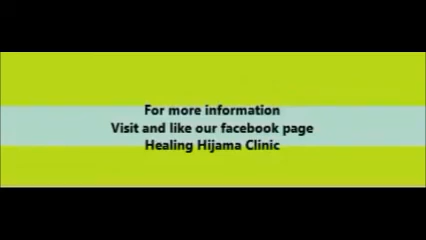 For more information
Visit and like our facebook page
Healing Hijama Clinic